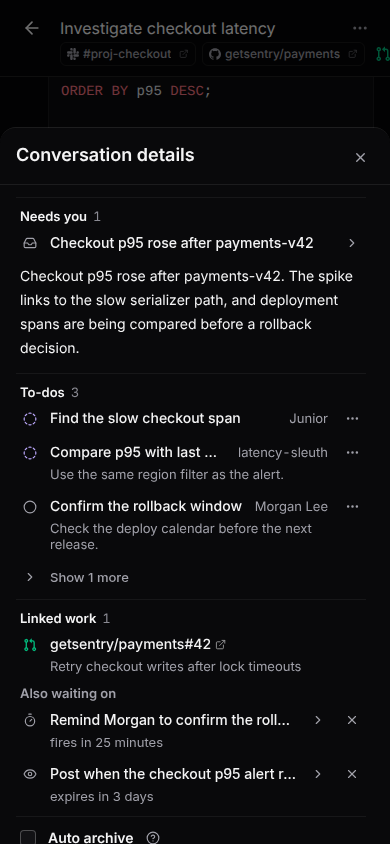 Investigate checkout latency
#proj-checkout getsentry/payments
ORDER BY p95 DESC;
Conversation details
Needs you 1
Checkout p95 rose after payments-v42
Checkout p95 rose after payments-v42. The spike
links to the slow serializer path, and deployment
spans are being compared before a rollback
decision.
To-dos 3
Find the slow checkout span Junior
Compare p95 with last ... latency-sleuth
Use the same region filter as the alert.
Confirm the rollback window Morgan Lee
Check the deploy calendar before the next
release.
Show 1 more
Linked work 1
getsentry/payments#42
Retry checkout writes after lock timeouts
Also waiting on
Remind Morgan to confirm the roll...
fires in 25 minutes
Post when the checkout p95 alert r...
expires in 3 days
Auto archive